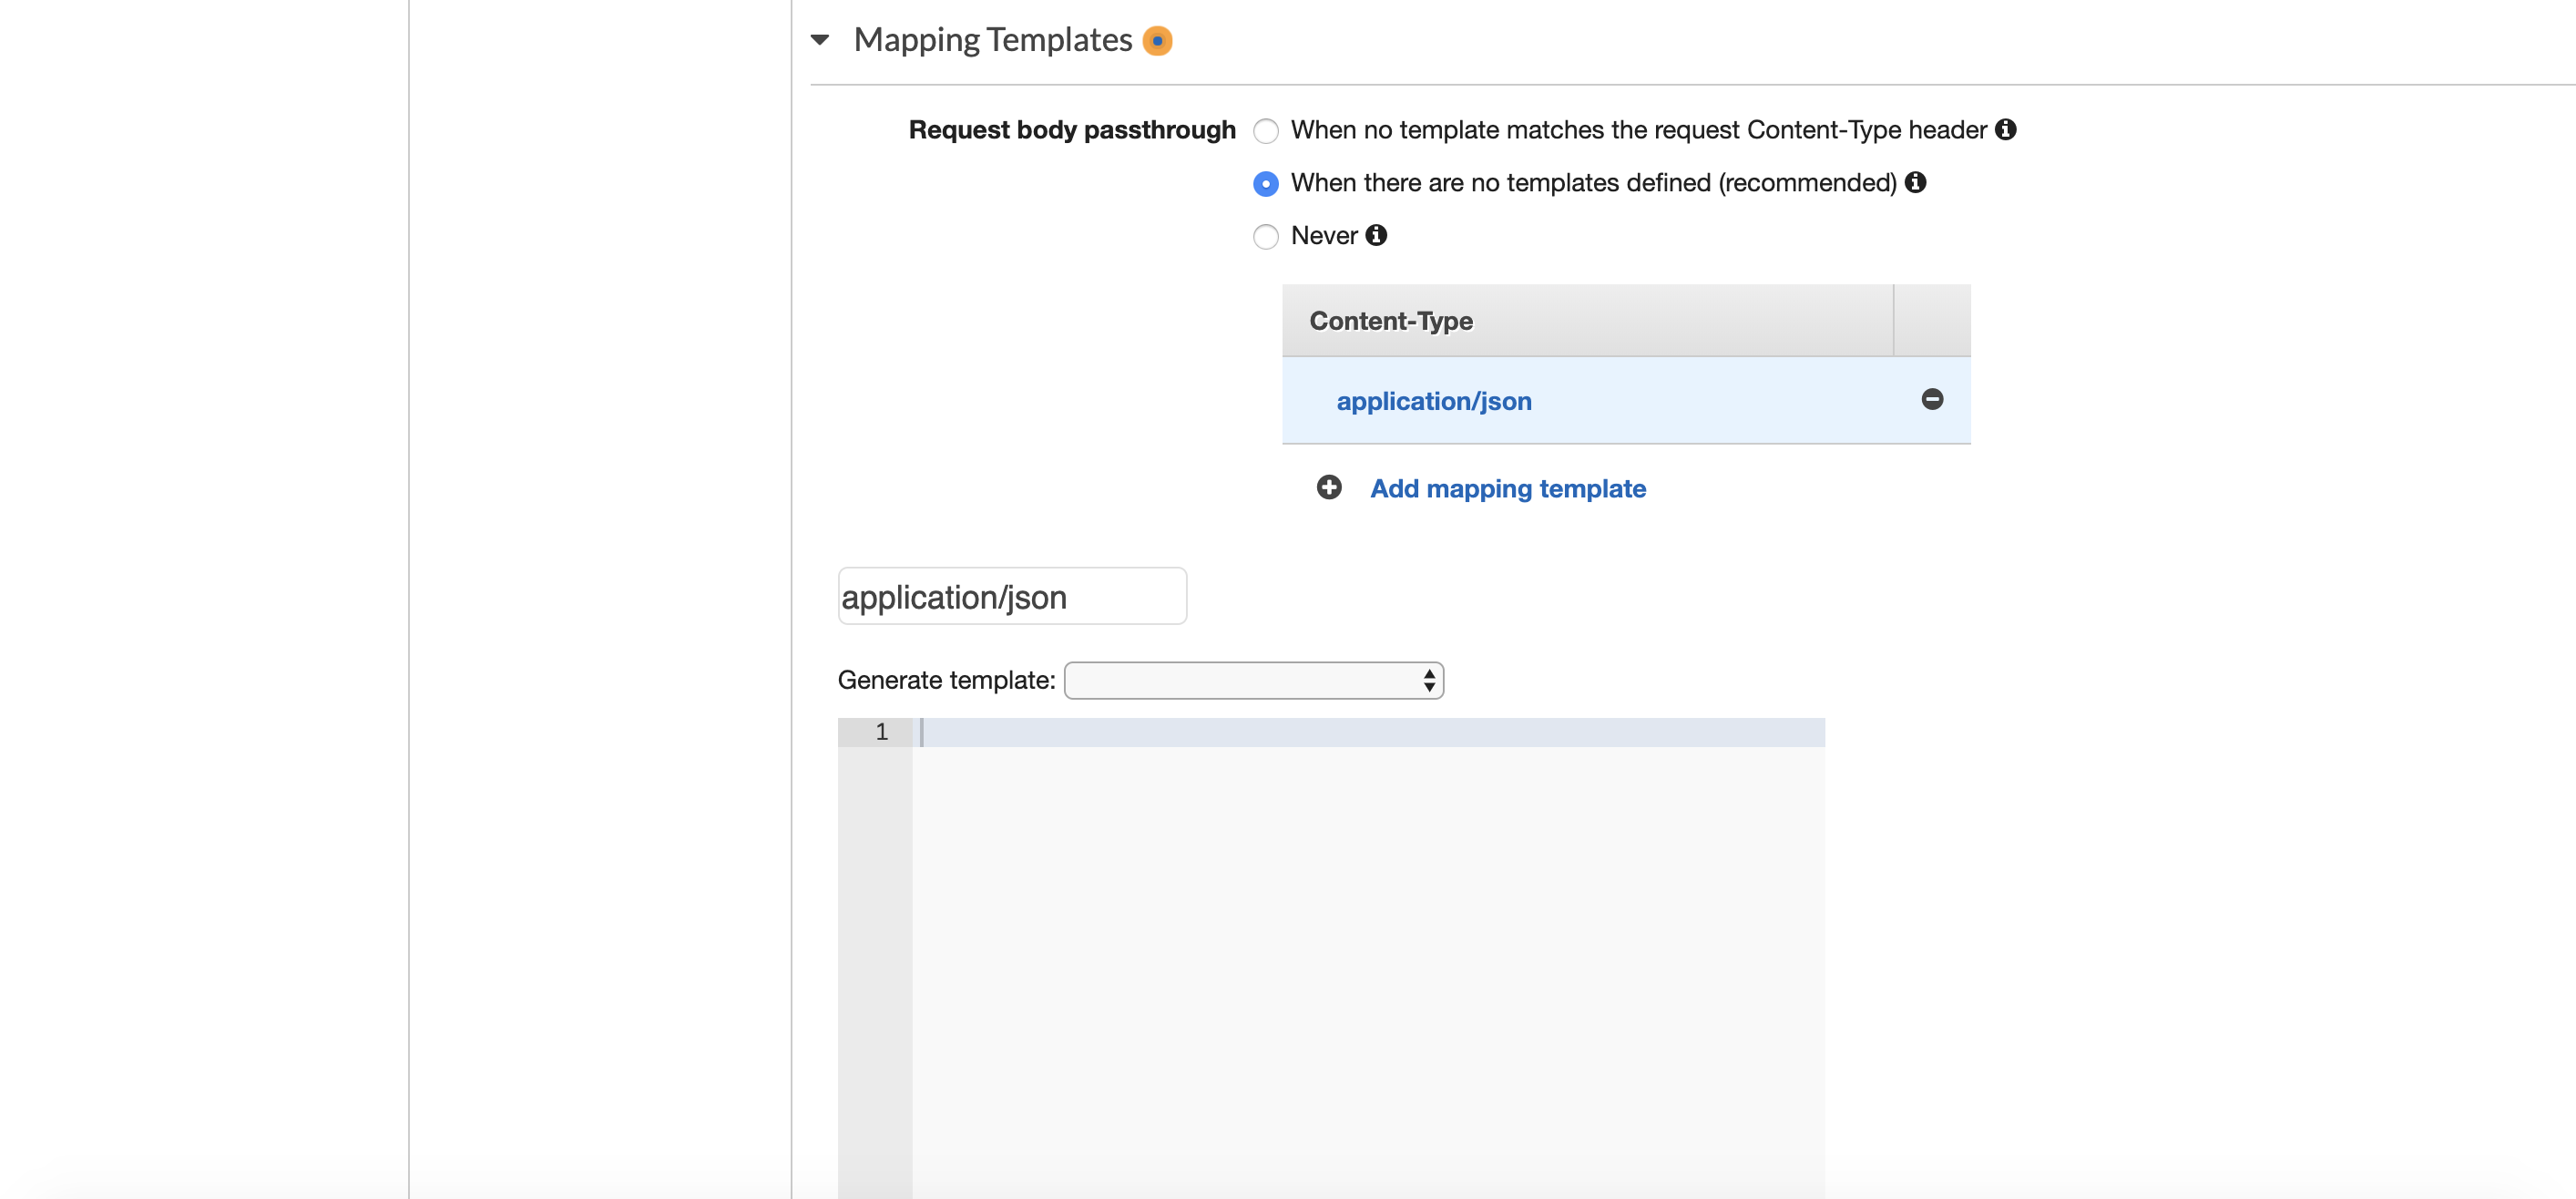 Mapping Templates
Request body passthrough
When no template matches the request Content-Type header
When there are no templates defined (recommended)
Never
Content-Type
application/json
Add mapping template
application/json
Generate template:
1